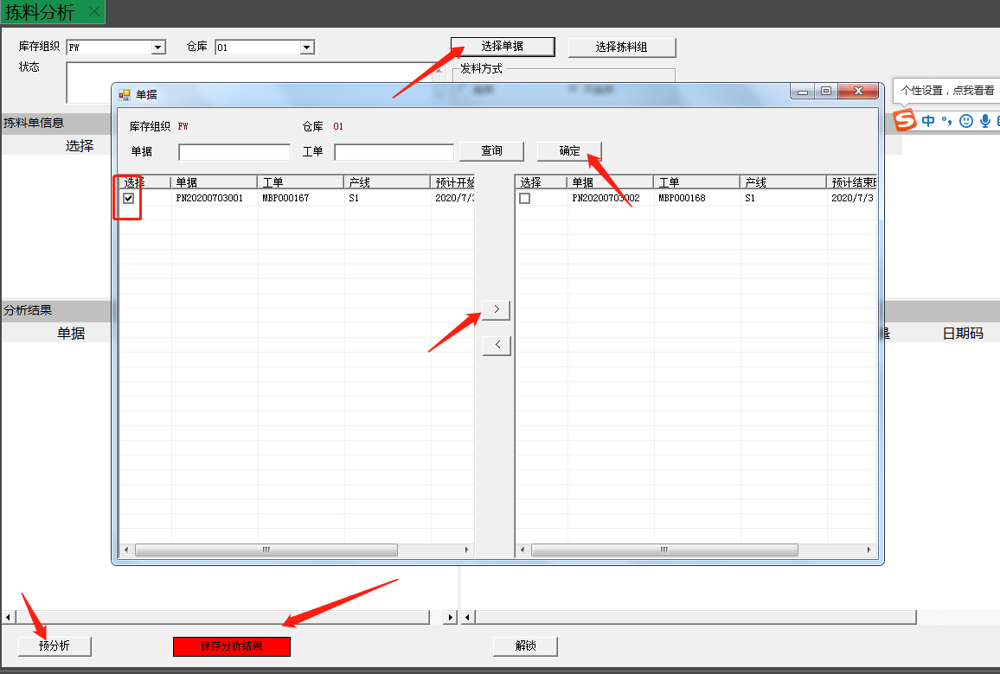 拣料分析
库存组织 FW 仓库 01 选择单据 选择拣料组
状态 发料方式
单据
个性设置，点我看看
中
拣料单信息
选择
库存组织 FW 仓库 01
单据 工单 查询 确定
选择 单据 工单 产线 预计开始
PN20200703001 MBP000167 S1 2020/7/3
选择 单据 工单 产线 预计结束
PN20200703002 MBP000168 S1 2020/7/3
>
<
分析结果
单据 量 日期码
预分析 保存分析结果 解锁